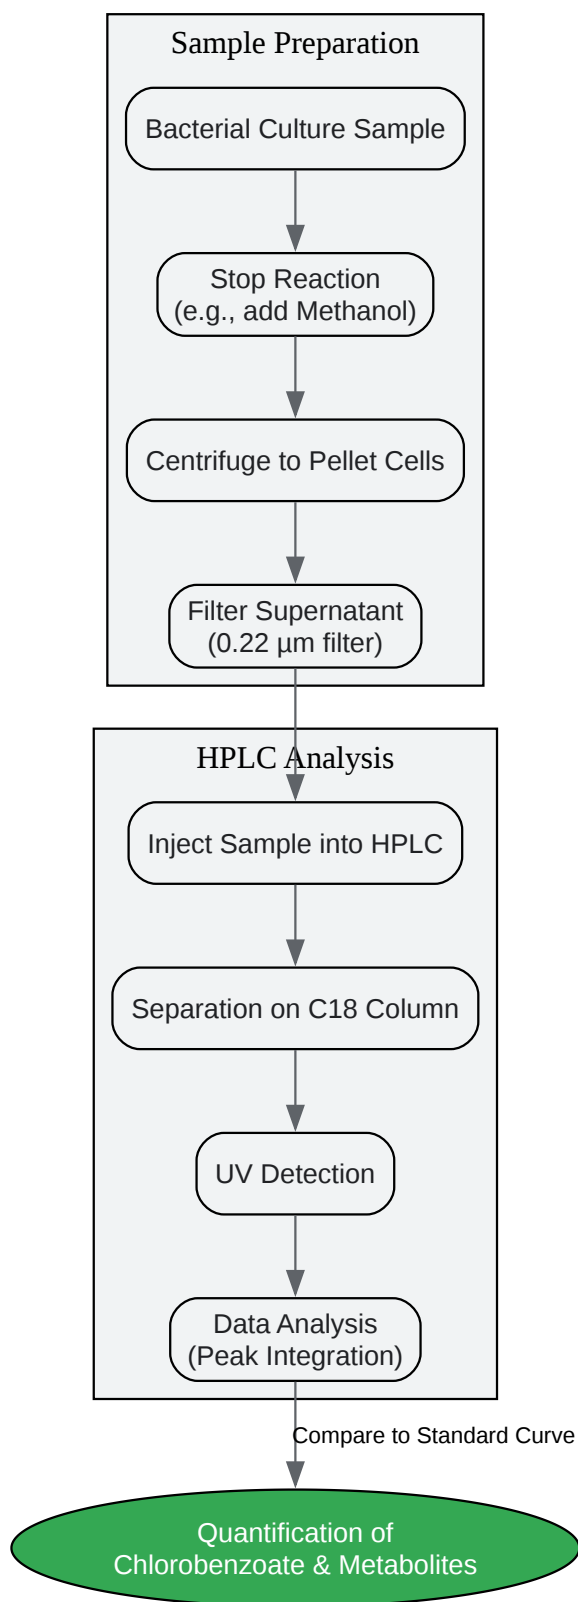 Sample Preparation
Bacterial Culture Sample
Stop Reaction
(e.g., add Methanol)
Centrifuge to Pellet Cells
Filter Supernatant
(0.22 µm filter)
HPLC Analysis
Inject Sample into HPLC
Separation on C18 Column
UV Detection
Data Analysis
(Peak Integration)
Compare to Standard Curve
Quantification of
Chlorobenzoate & Metabolites